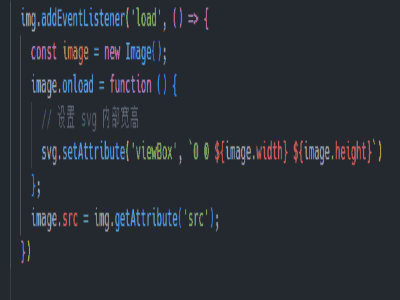 img.addEventListener('load', () => {
const image = new Image();
image.onload = function () {
// 设置 svg 内部宽高
svg.setAttribute('viewBox', `0 0 ${image.width} ${image.height}`)
};
image.src = img.getAttribute('src');
})